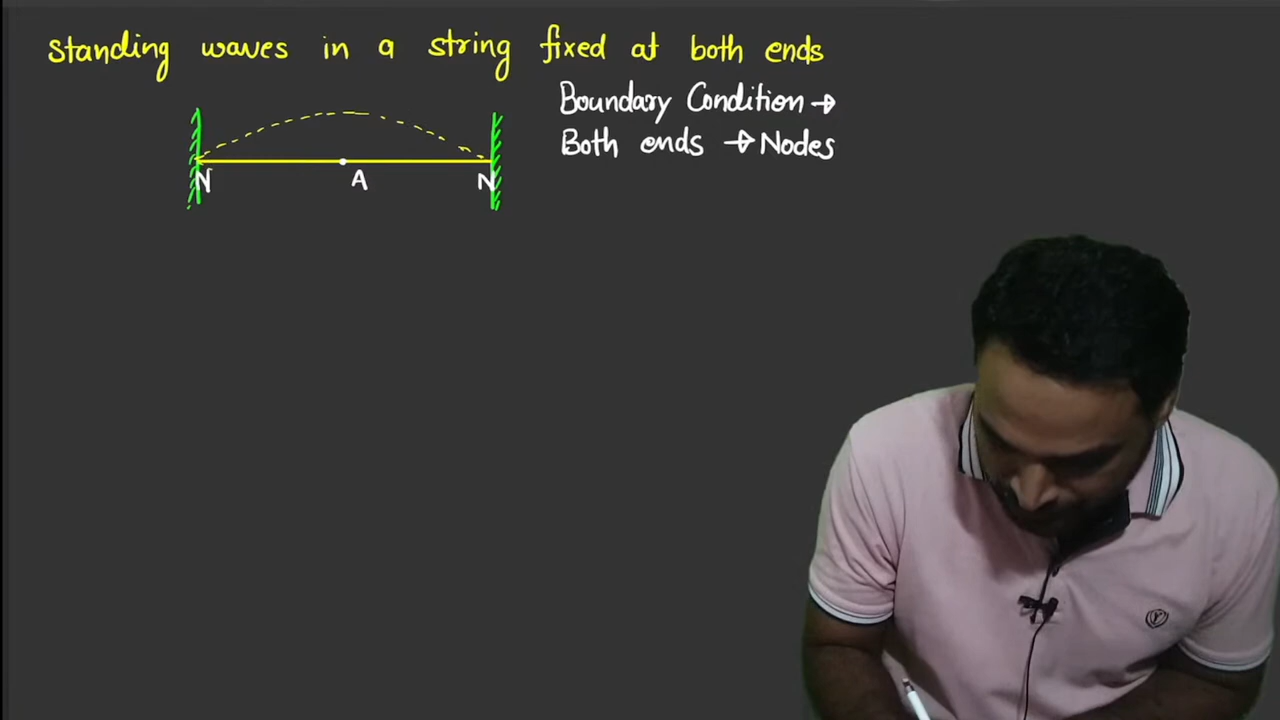 standing waves in a string fixed at both ends
Boundary Condition →
Both ends → Nodes
N A N